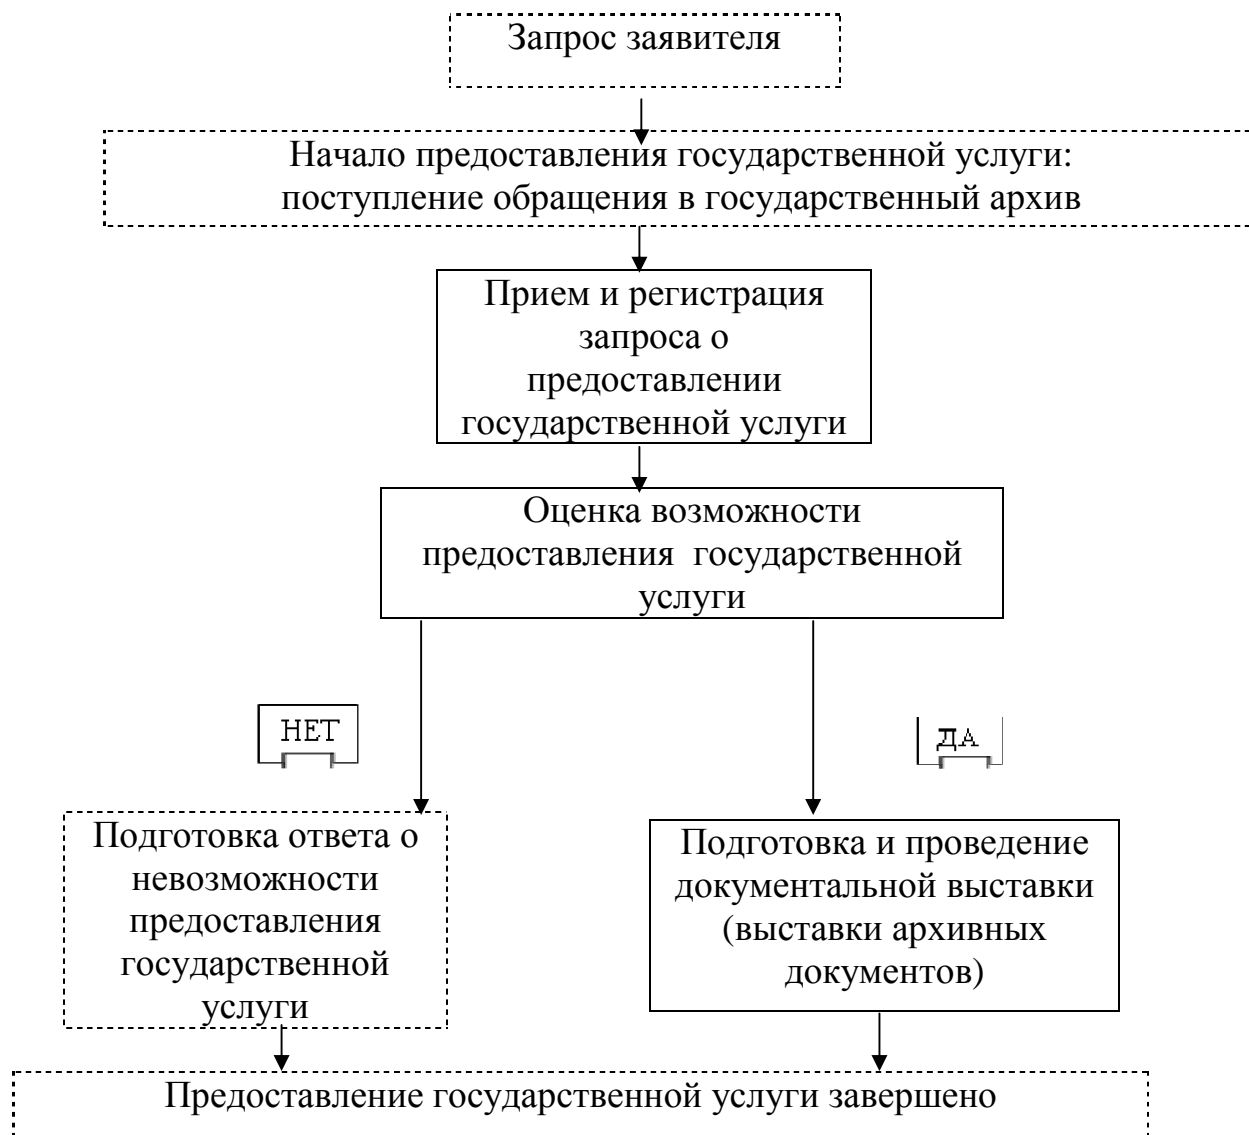 Запрос заявителя
Начало предоставления государственной услуги:
поступление обращения в государственный архив
Прием и регистрация
запроса о
предоставлении
государственной услуги
Оценка возможности
предоставления государственной
услуги
НЕТ
ДА
Подготовка ответа о
невозможности
предоставления
государственной
услуги
Подготовка и проведение
документальной выставки
(выставки архивных
документов)
Предоставление государственной услуги завершено